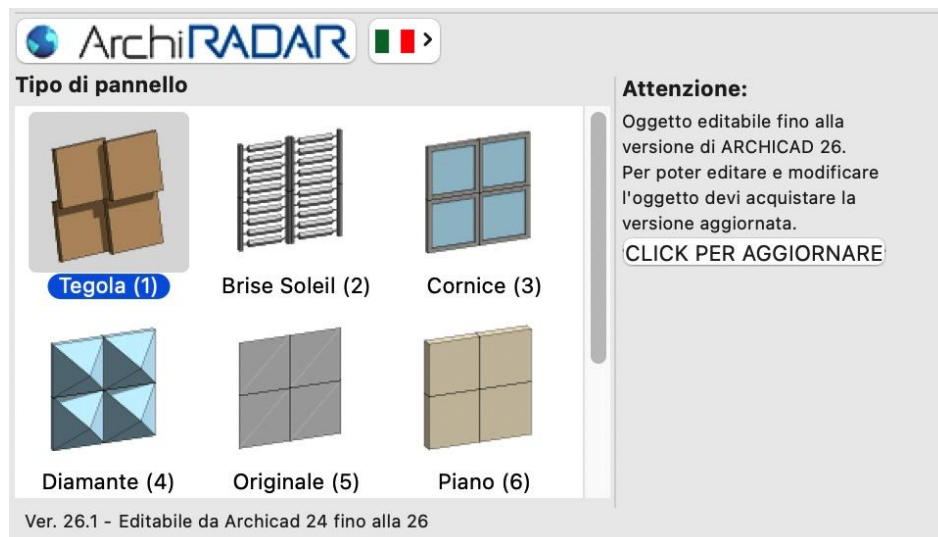 ArchiRADAR
Tipo di pannello
Tegola (1)
Brise Soleil (2)
Cornice (3)
Diamante (4)
Originale (5)
Piano (6)
Ver. 26.1 - Editabile da Archicad 24 fino alla 26
Attenzione:
Oggetto editabile fino alla
versione di ARCHICAD 26.
Per poter editare e modificare
l'oggetto devi acquistare la
versione aggiornata.
CLICK PER AGGIORNARE